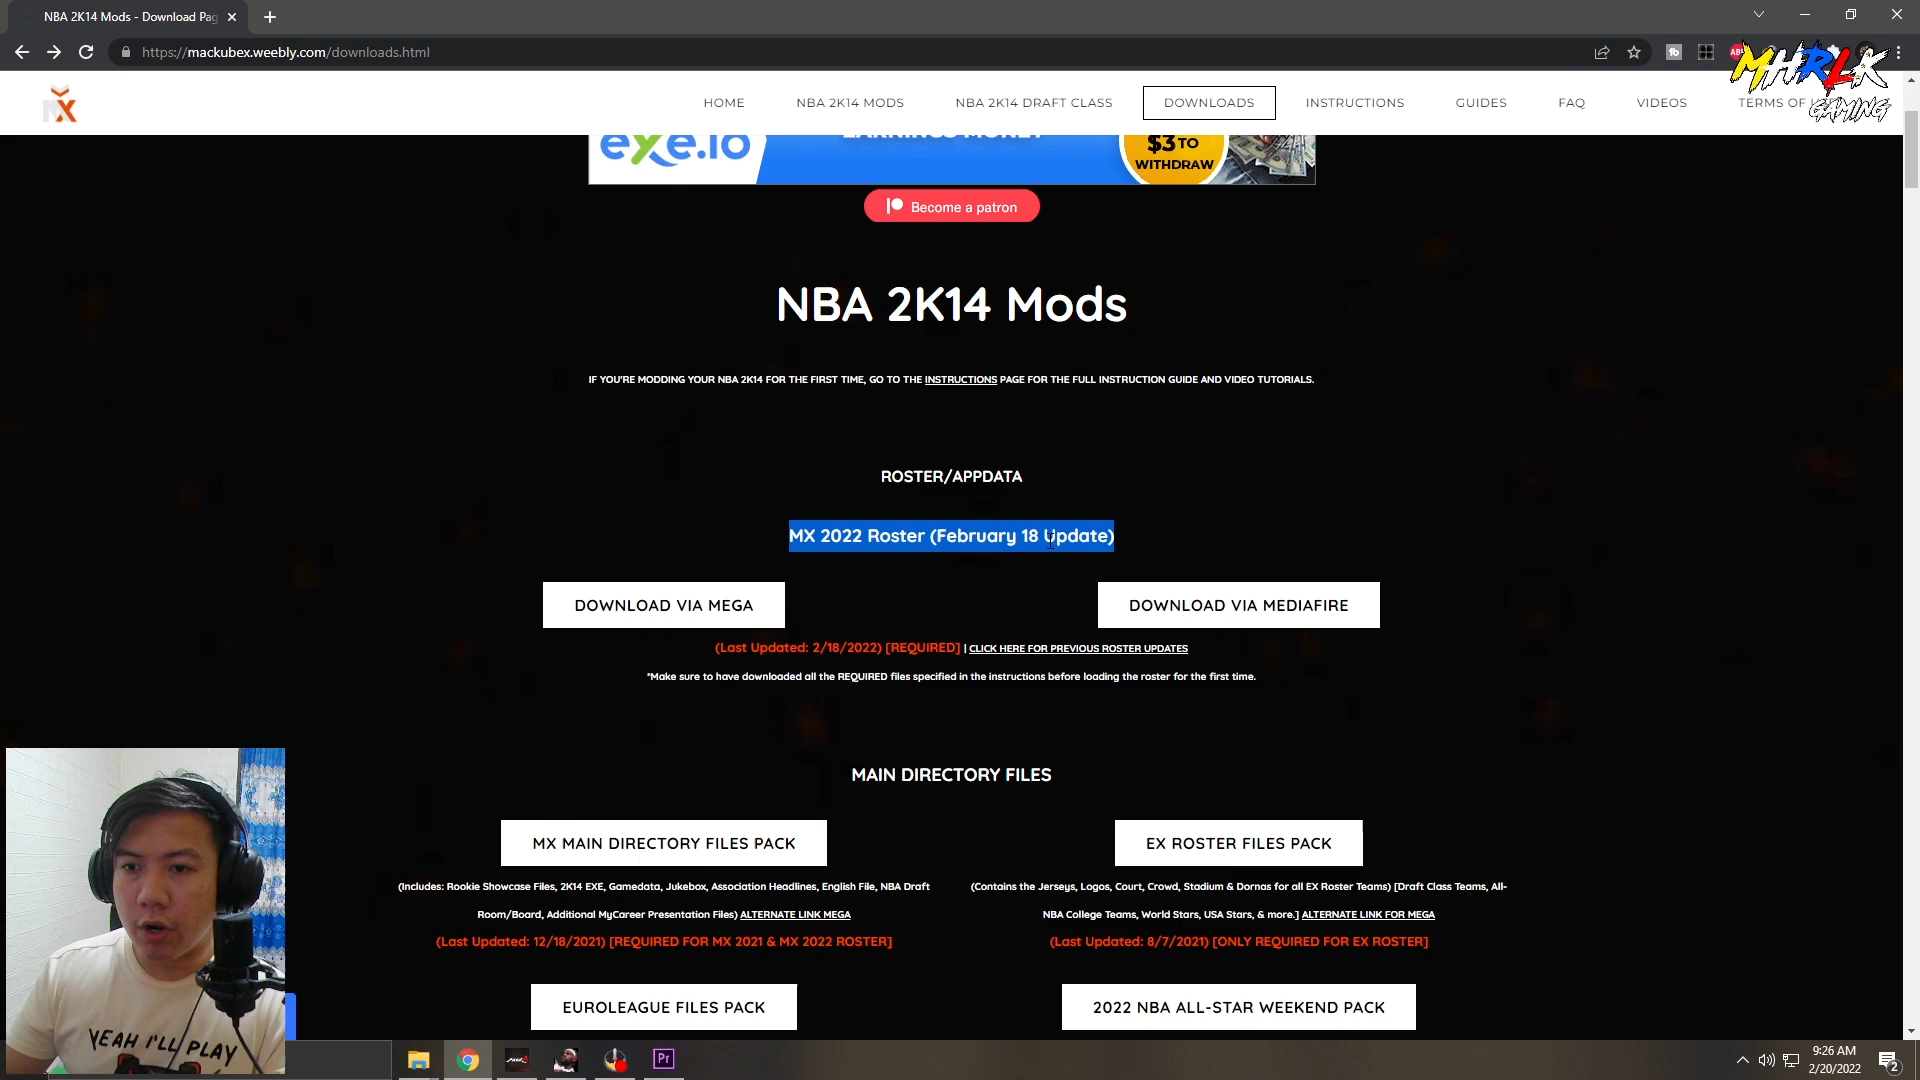 NBA 2K14 Mods - Download Pag
https://mackubex.weebly.com/downloads.html
MHRLK
GAMING
MX
HOME NBA 2K14 MODS NBA 2K14 DRAFT CLASS DOWNLOADS INSTRUCTIONS GUIDES FAQ VIDEOS TERMS OF USE
exe.io
EARNINGS MONEY
$3 TO
WITHDRAW
Become a patron
NBA 2K14 Mods
IF YOU'RE MODDING YOUR NBA 2K14 FOR THE FIRST TIME, GO TO THE INSTRUCTIONS PAGE FOR THE FULL INSTRUCTION GUIDE AND VIDEO TUTORIALS.
ROSTER/APPDATA
MX 2022 Roster (February 18 Update)
DOWNLOAD VIA MEGA
DOWNLOAD VIA MEDIAFIRE
(Last Updated: 2/18/2022) [REQUIRED] | CLICK HERE FOR PREVIOUS ROSTER UPDATES
*Make sure to have downloaded all the REQUIRED files specified in the instructions before loading the roster for the first time.
MAIN DIRECTORY FILES
MX MAIN DIRECTORY FILES PACK
(Includes: Rookie Showcase Files, 2K14 EXE, Gamedata, Jukebox, Association Headlines, English File, NBA Draft
Room/Board, Additional MyCareer Presentation Files) ALTERNATE LINK MEGA
(Last Updated: 12/18/2021) [REQUIRED FOR MX 2021 & MX 2022 ROSTER]
EX ROSTER FILES PACK
(Contains the Jerseys, Logos, Court, Crowd, Stadium & Dornas for all EX Roster Teams) [Draft Class Teams, All-
NBA College Teams, World Stars, USA Stars, & more.] ALTERNATE LINK FOR MEGA
(Last Updated: 8/7/2021) [ONLY REQUIRED FOR EX ROSTER]
EUROLEAGUE FILES PACK
2022 NBA ALL-STAR WEEKEND PACK
YEAH I'LL PLAY
Pr
9:26 AM
2/20/2022
2